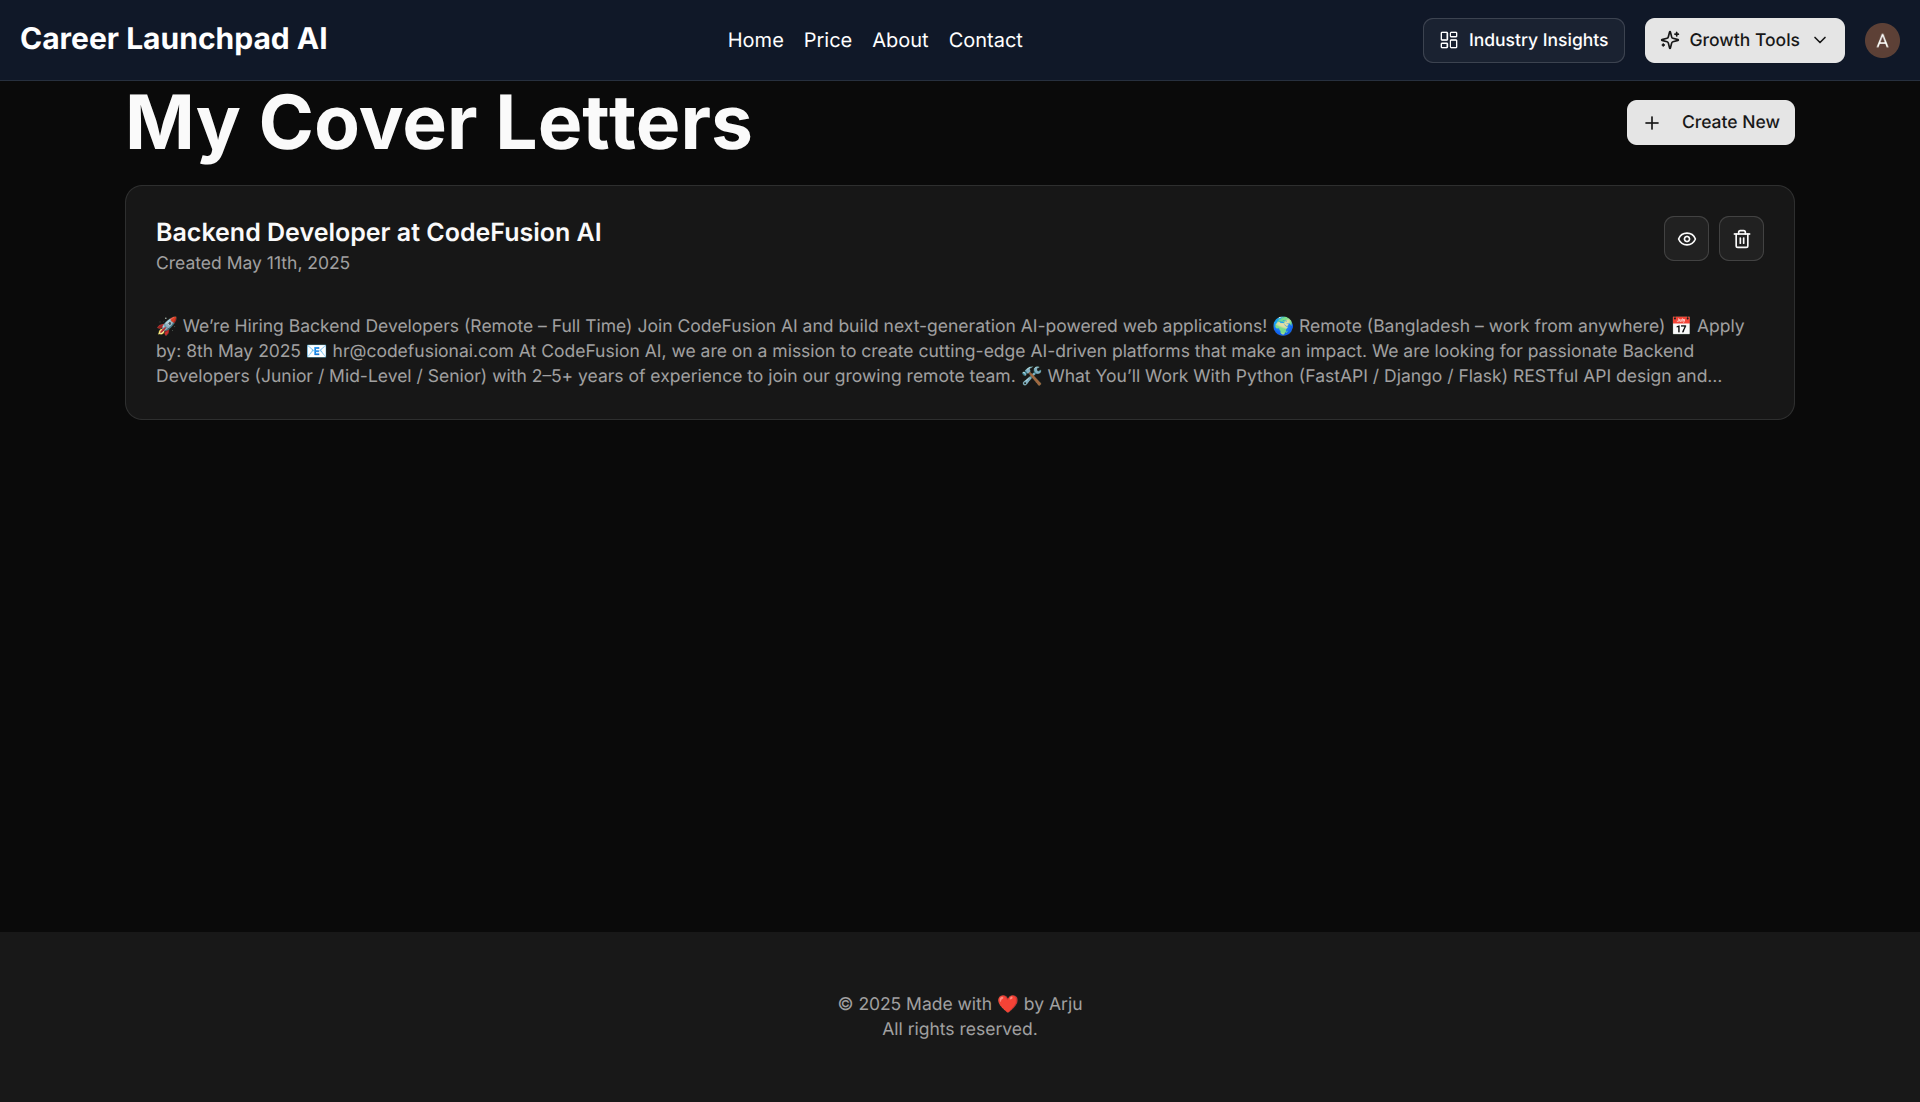 Career Launchpad AI
Home Price About Contact
Industry Insights
Growth Tools
A
My Cover Letters
Create New
Backend Developer at CodeFusion AI
Created May 11th, 2025
🚀 We’re Hiring Backend Developers (Remote – Full Time) Join CodeFusion AI and build next-generation AI-powered web applications! 🌍 Remote (Bangladesh – work from anywhere) 📅 Apply
by: 8th May 2025 📧 hr@codefusionai.com At CodeFusion AI, we are on a mission to create cutting-edge AI-driven platforms that make an impact. We are looking for passionate Backend
Developers (Junior / Mid-Level / Senior) with 2–5+ years of experience to join our growing remote team. 🛠️ What You’ll Work With Python (FastAPI / Django / Flask) RESTful API design and...
© 2025 Made with ❤️ by Arju
All rights reserved.